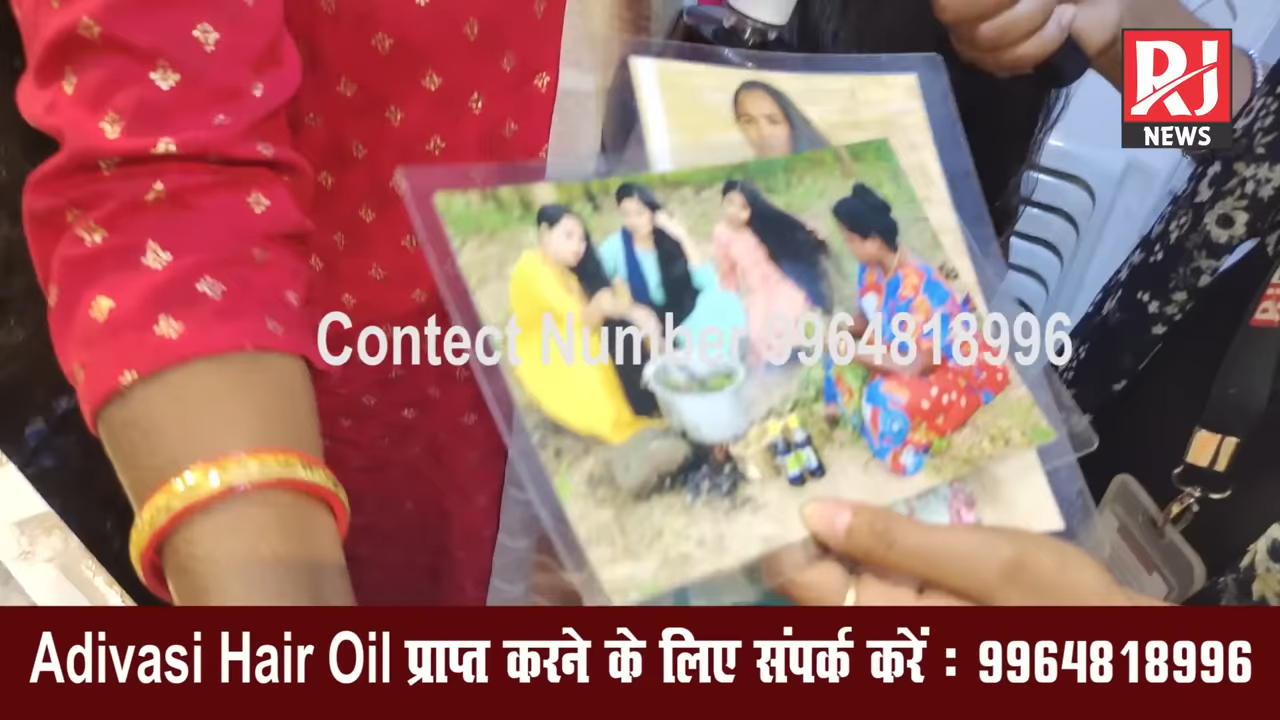 RJ
NEWS
Contect Number 9964818996
Adivasi Hair Oil प्राप्त करने के लिए संपर्क करें : 9964818996